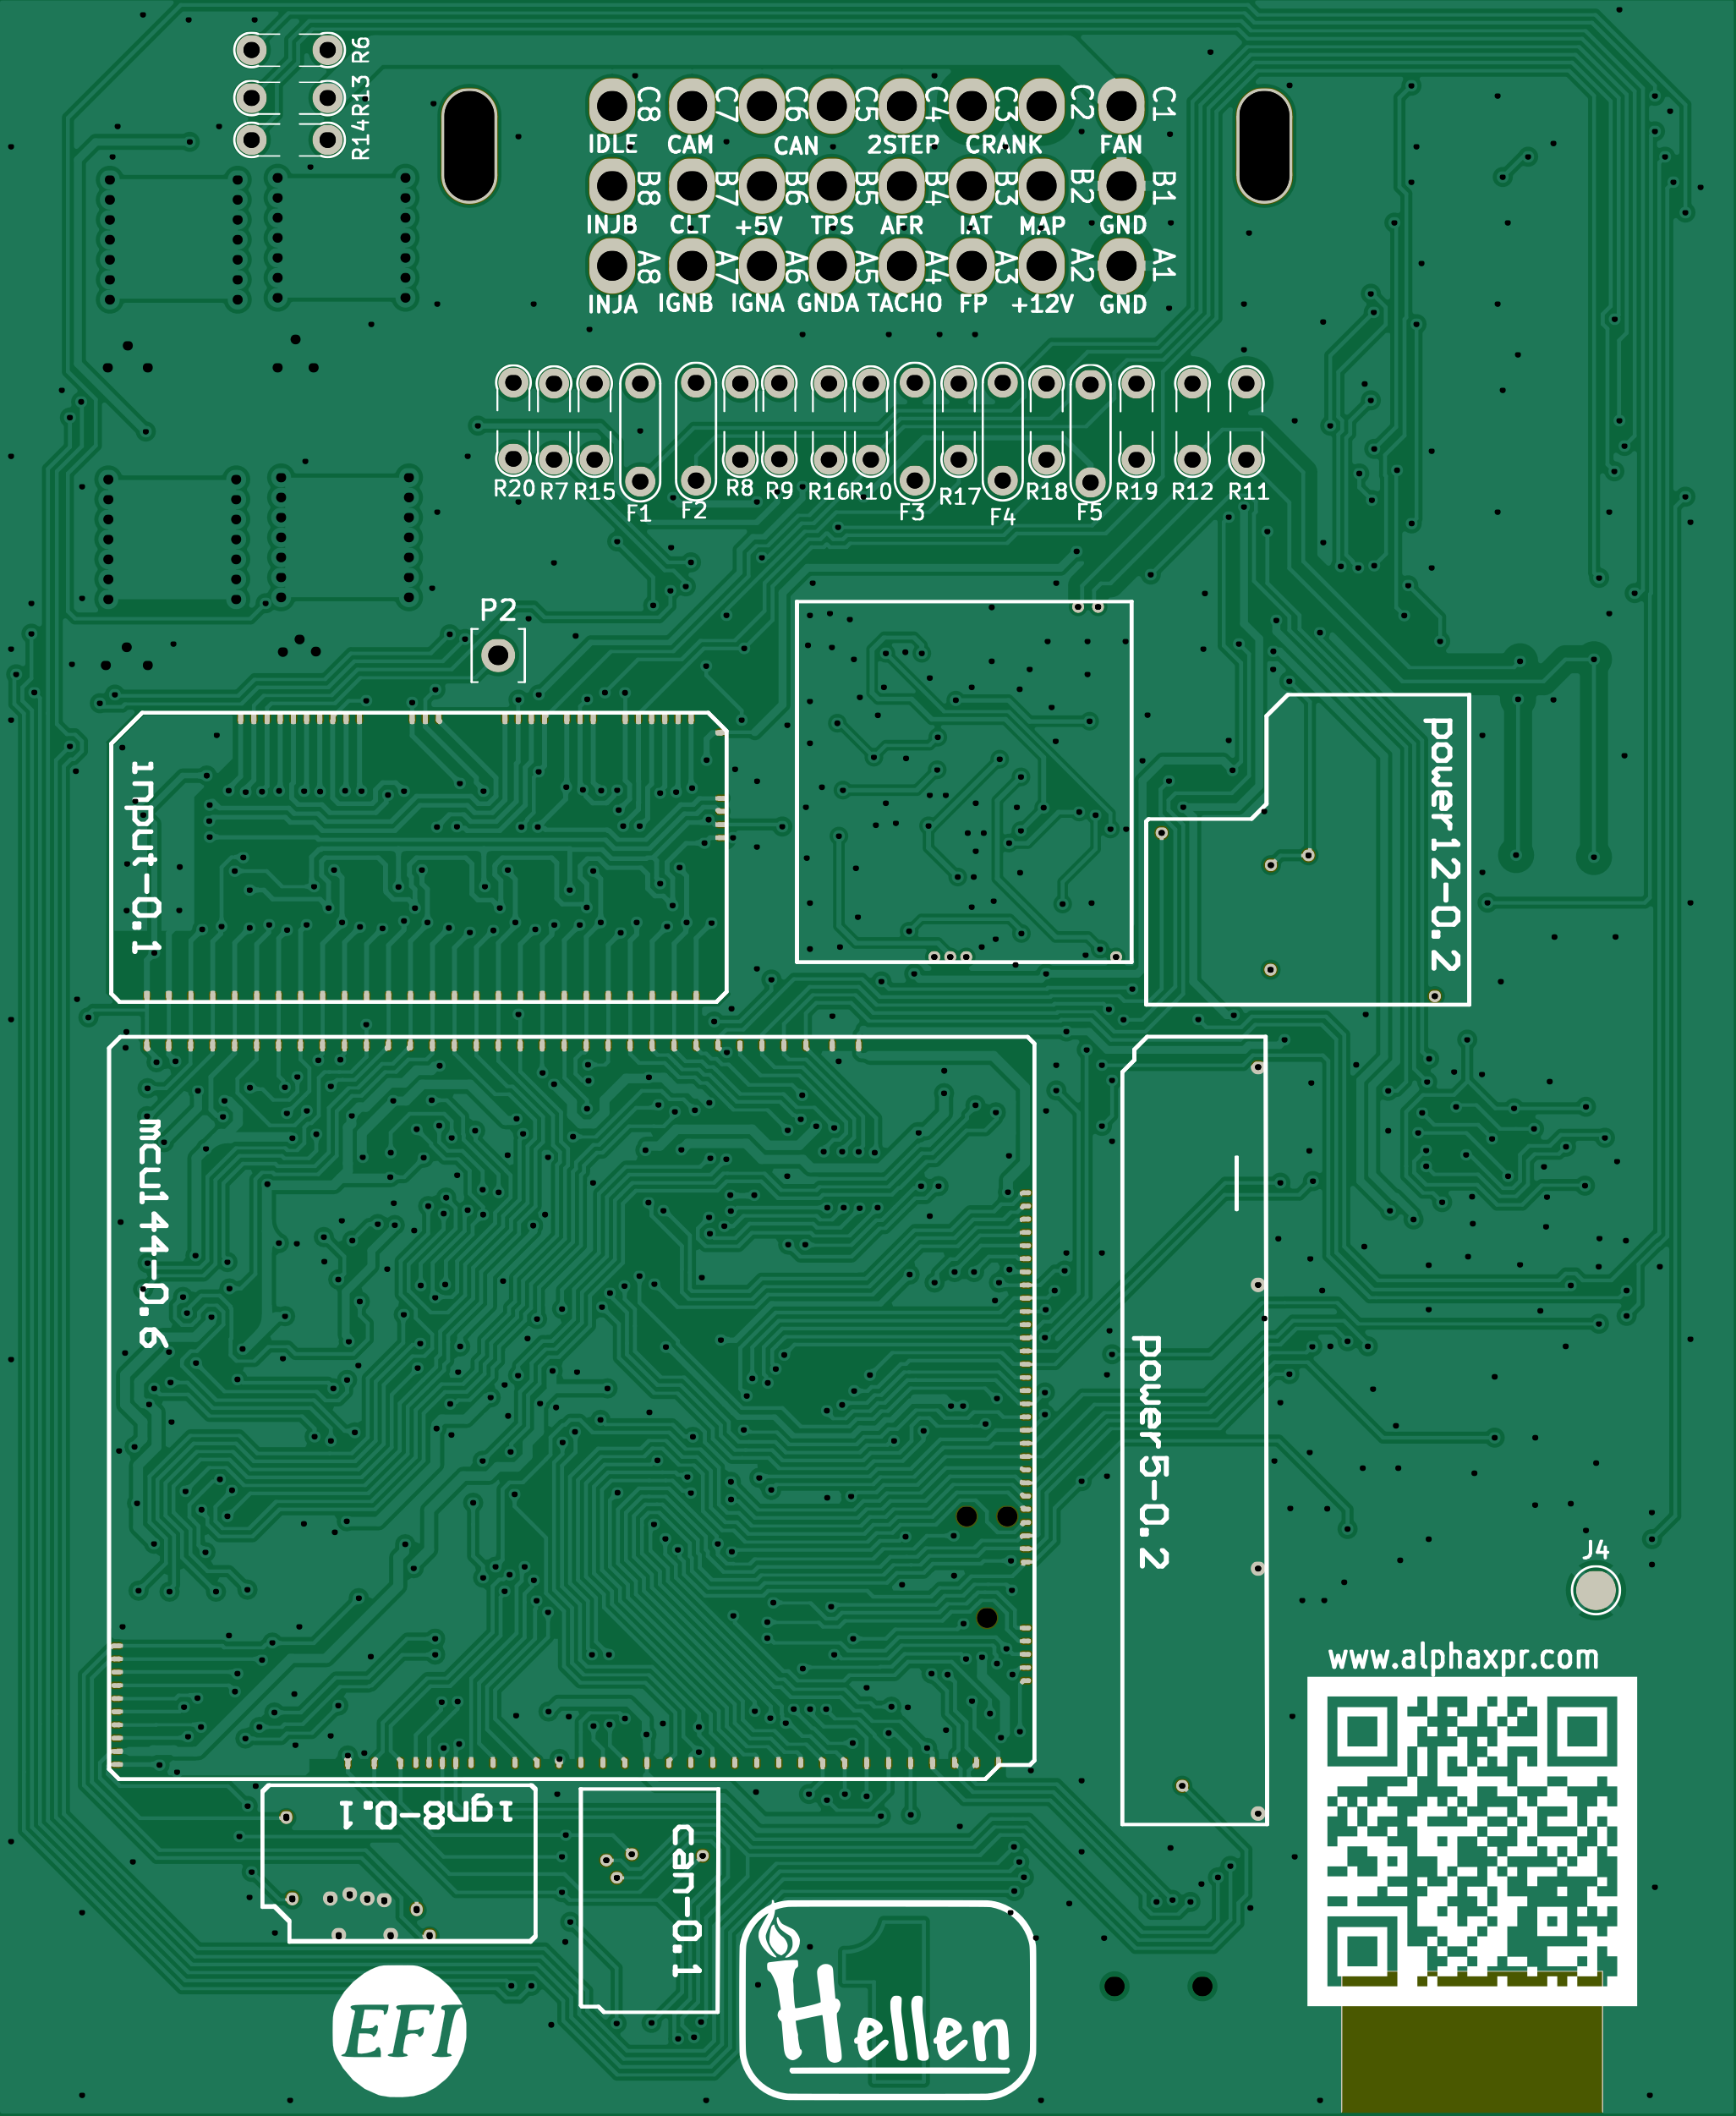 R6
R13
R14
C8 C7 C6 C5 C4 C3 C2 C1
IDLE CAM CAN 2STEP CRANK FAN
B8 B7 B6 B5 B4 B3 B2 B1
INJB CLT +5V TPS AFR IAT MAP GND
A8 A7 A6 A5 A4 A3 A2 A1
INJA IGNB IGNA GNDA TACHO FP +12V GND
R20 R7 R15 F1 F2 R8 R9 R16 R10 F3 R17 F4 R18 F5 R19 R12 R11
P2
input-0.1
power12-0.2
mcu144-0.6
power5-0.2
J4
www.alphaxpr.com
ign8-0.1
can-0.1
EFI
Hellen
1